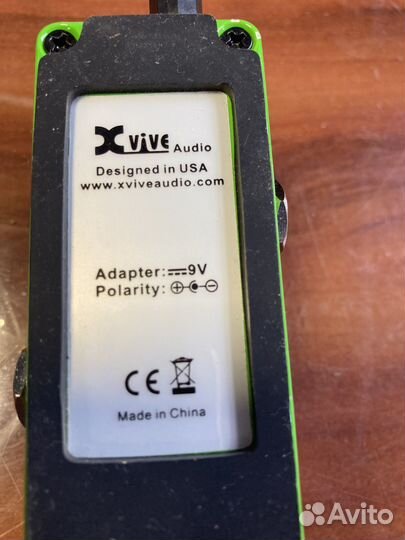 Xvive Audio
Designed in USA
www.xviveaudio.com
Adapter: 9V
Polarity:
CE
Made in China
Avito